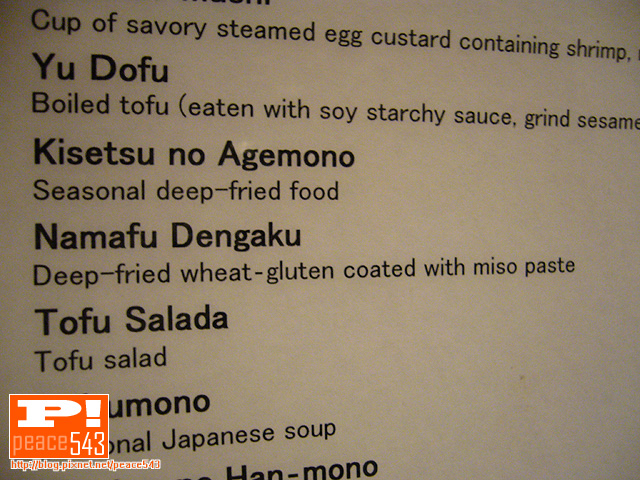 Cup of savory steamed egg custard containing shrimp,
Yu Dofu
Boiled tofu (eaten with soy starchy sauce, grind sesame
Kisetsu no Agemono
Seasonal deep-fried food
Namafu Dengaku
Deep-fried wheat-gluten coated with miso paste
Tofu Salada
Tofu salad
umono
onal Japanese soup
Han-mono
P!
peace543
http://blog.pixnet.net/peace543